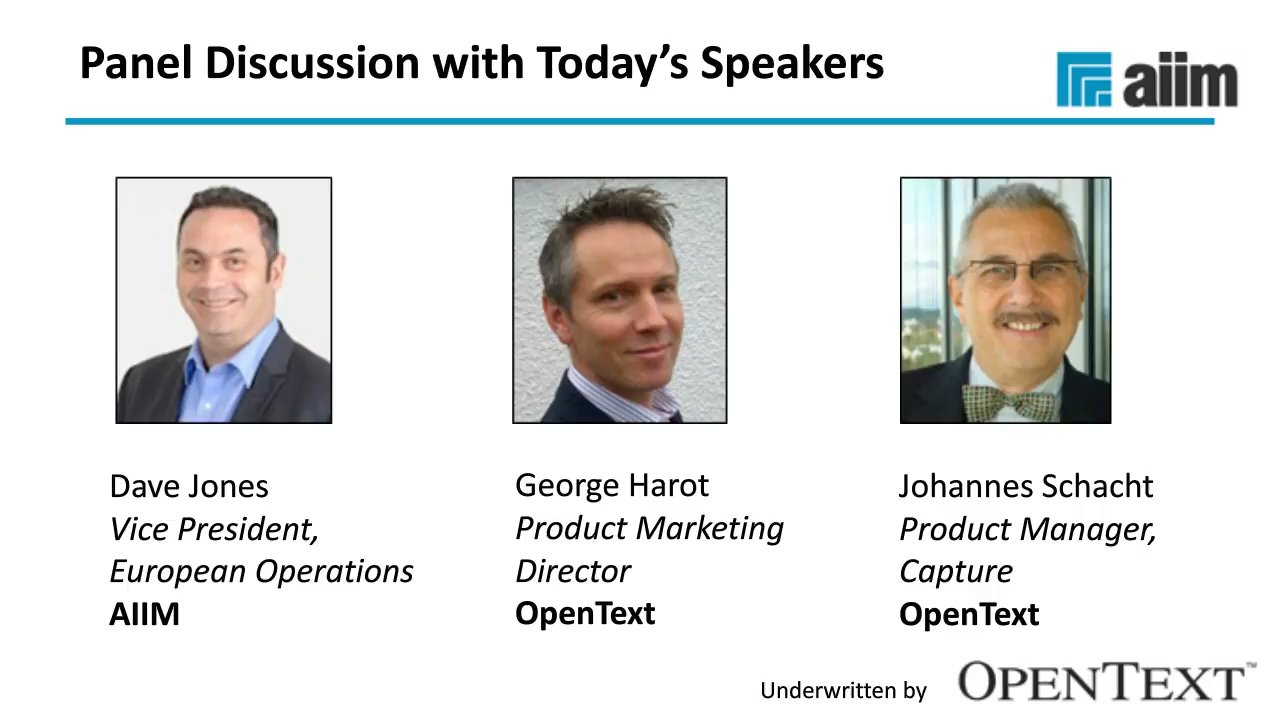 Panel Discussion with Today’s Speakers
aiim
Dave Jones
Vice President,
European Operations
AIIM
George Harot
Product Marketing
Director
OpenText
Johannes Schacht
Product Manager,
Capture
OpenText
Underwritten by
OPENTEXT™